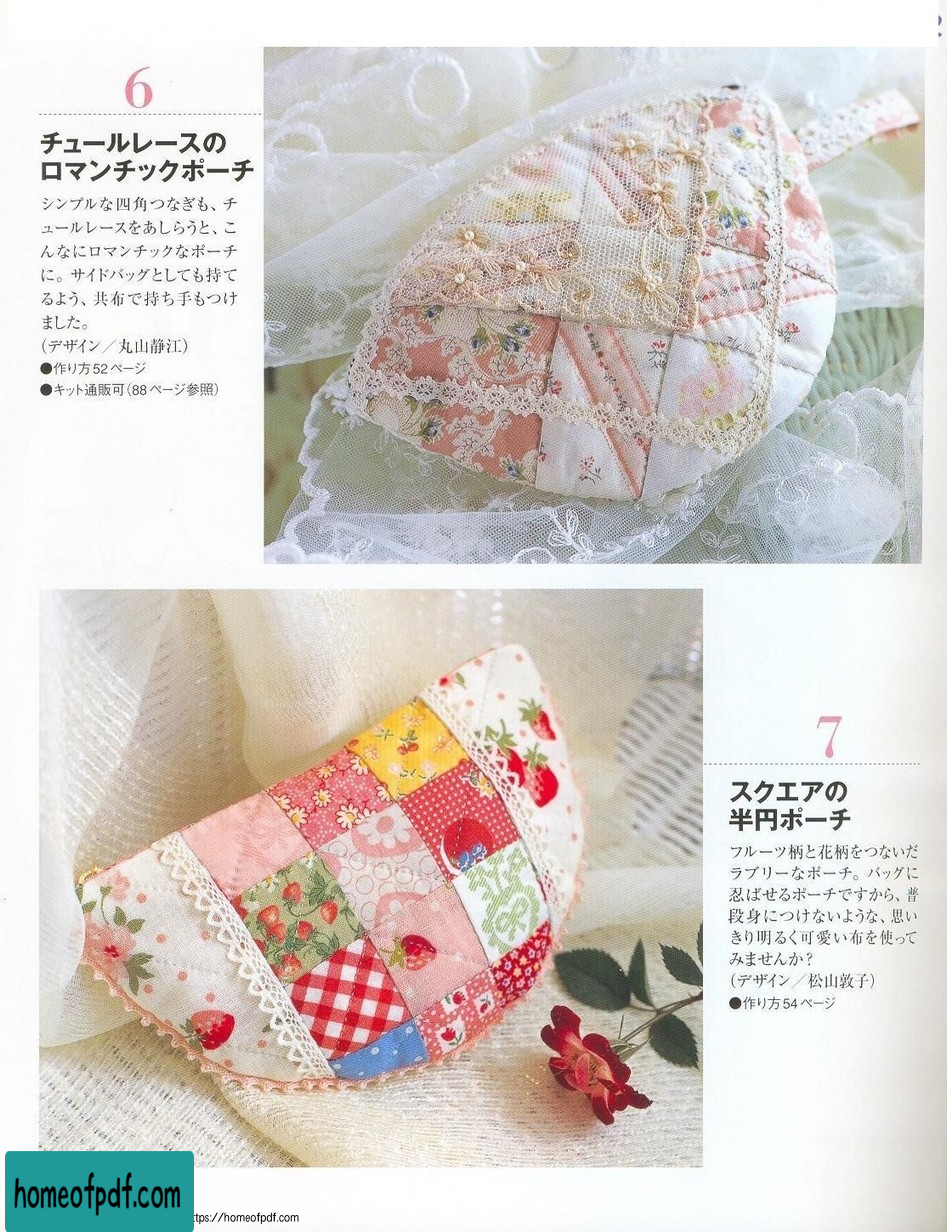 6
チュールレースの
ロマンチックポーチ
シンプルな四角つなぎも、チ
ュールレースをあしらうと、こ
んなにロマンチックなポーチ
に。サイドバッグとしても持て
るよう、共布で持ち手もつけ
ました。
(デザイン/丸山静江)
●作り方52ページ
●キット通販可(88ページ参照)
7
スクエアの
半円ポーチ
フルーツ柄と花柄をつないだ
ラブリーなポーチ。バッグに
忍ばせるポーチですから、普
段身につけないような、思い
きり明るく可愛い布を使って
みませんか?
(デザイン/松山敦子)
●作り方54ページ
homeofpdf.com
ttps://homeofpdf.com